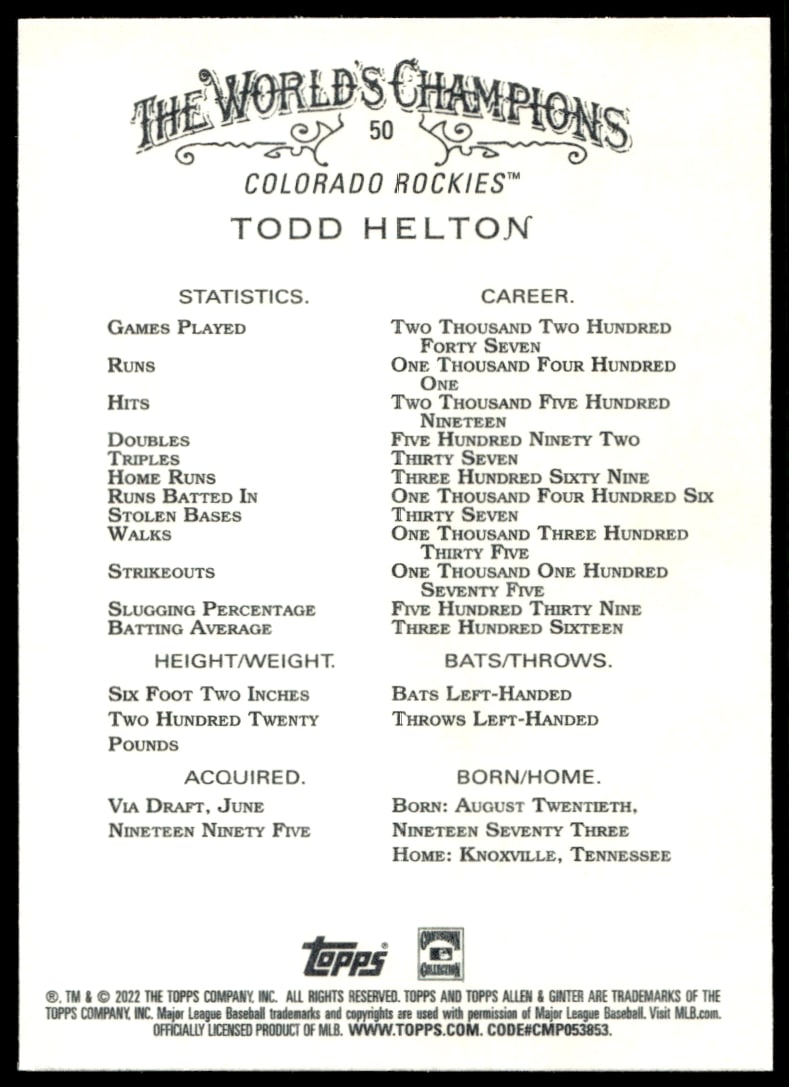 THE WORLD'S CHAMPIONS
50
COLORADO ROCKIES™
TODD HELTON
STATISTICS. CAREER.
GAMES PLAYED TWO THOUSAND TWO HUNDRED
FORTY SEVEN
RUNS ONE THOUSAND FOUR HUNDRED
ONE
HITS TWO THOUSAND FIVE HUNDRED
NINETEEN
DOUBLES FIVE HUNDRED NINETY TWO
TRIPLES THIRTY SEVEN
HOME RUNS THREE HUNDRED SIXTY NINE
RUNS BATTED IN ONE THOUSAND FOUR HUNDRED SIX
STOLEN BASES THIRTY SEVEN
WALKS ONE THOUSAND THREE HUNDRED
THIRTY FIVE
STRIKEOUTS ONE THOUSAND ONE HUNDRED
SEVENTY FIVE
SLUGGING PERCENTAGE FIVE HUNDRED THIRTY NINE
BATTING AVERAGE THREE HUNDRED SIXTEEN
HEIGHT/WEIGHT. BATS/THROWS.
SIX FOOT TWO INCHES BATS LEFT-HANDED
TWO HUNDRED TWENTY THROWS LEFT-HANDED
POUNDS
ACQUIRED. BORN/HOME.
VIA DRAFT, JUNE BORN: AUGUST TWENTIETH,
NINETEEN NINETY FIVE NINETEEN SEVENTY THREE
HOME: KNOXVILLE, TENNESSEE
Topps®
COOPERSTOWN
COLLECTION
®, TM & © 2022 THE TOPPS COMPANY, INC. ALL RIGHTS RESERVED. TOPPS AND TOPPS ALLEN & GINTER ARE TRADEMARKS OF THE
TOPPS COMPANY, INC. Major League Baseball trademarks and copyrights are used with permission of Major League Baseball. Visit MLB.com.
OFFICIALLY LICENSED PRODUCT OF MLB. WWW.TOPPS.COM. CODE#CMP053853.